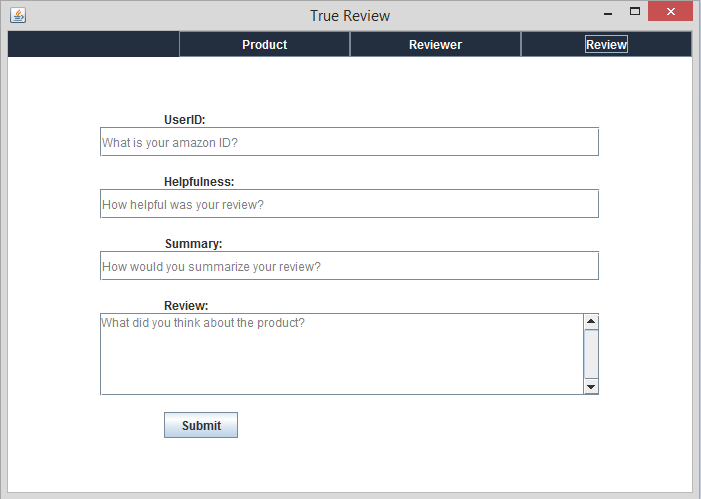 True Review
Product Reviewer Review
UserID:
What is your amazon ID?
Helpfulness:
How helpful was your review?
Summary:
How would you summarize your review?
Review:
What did you think about the product?
Submit